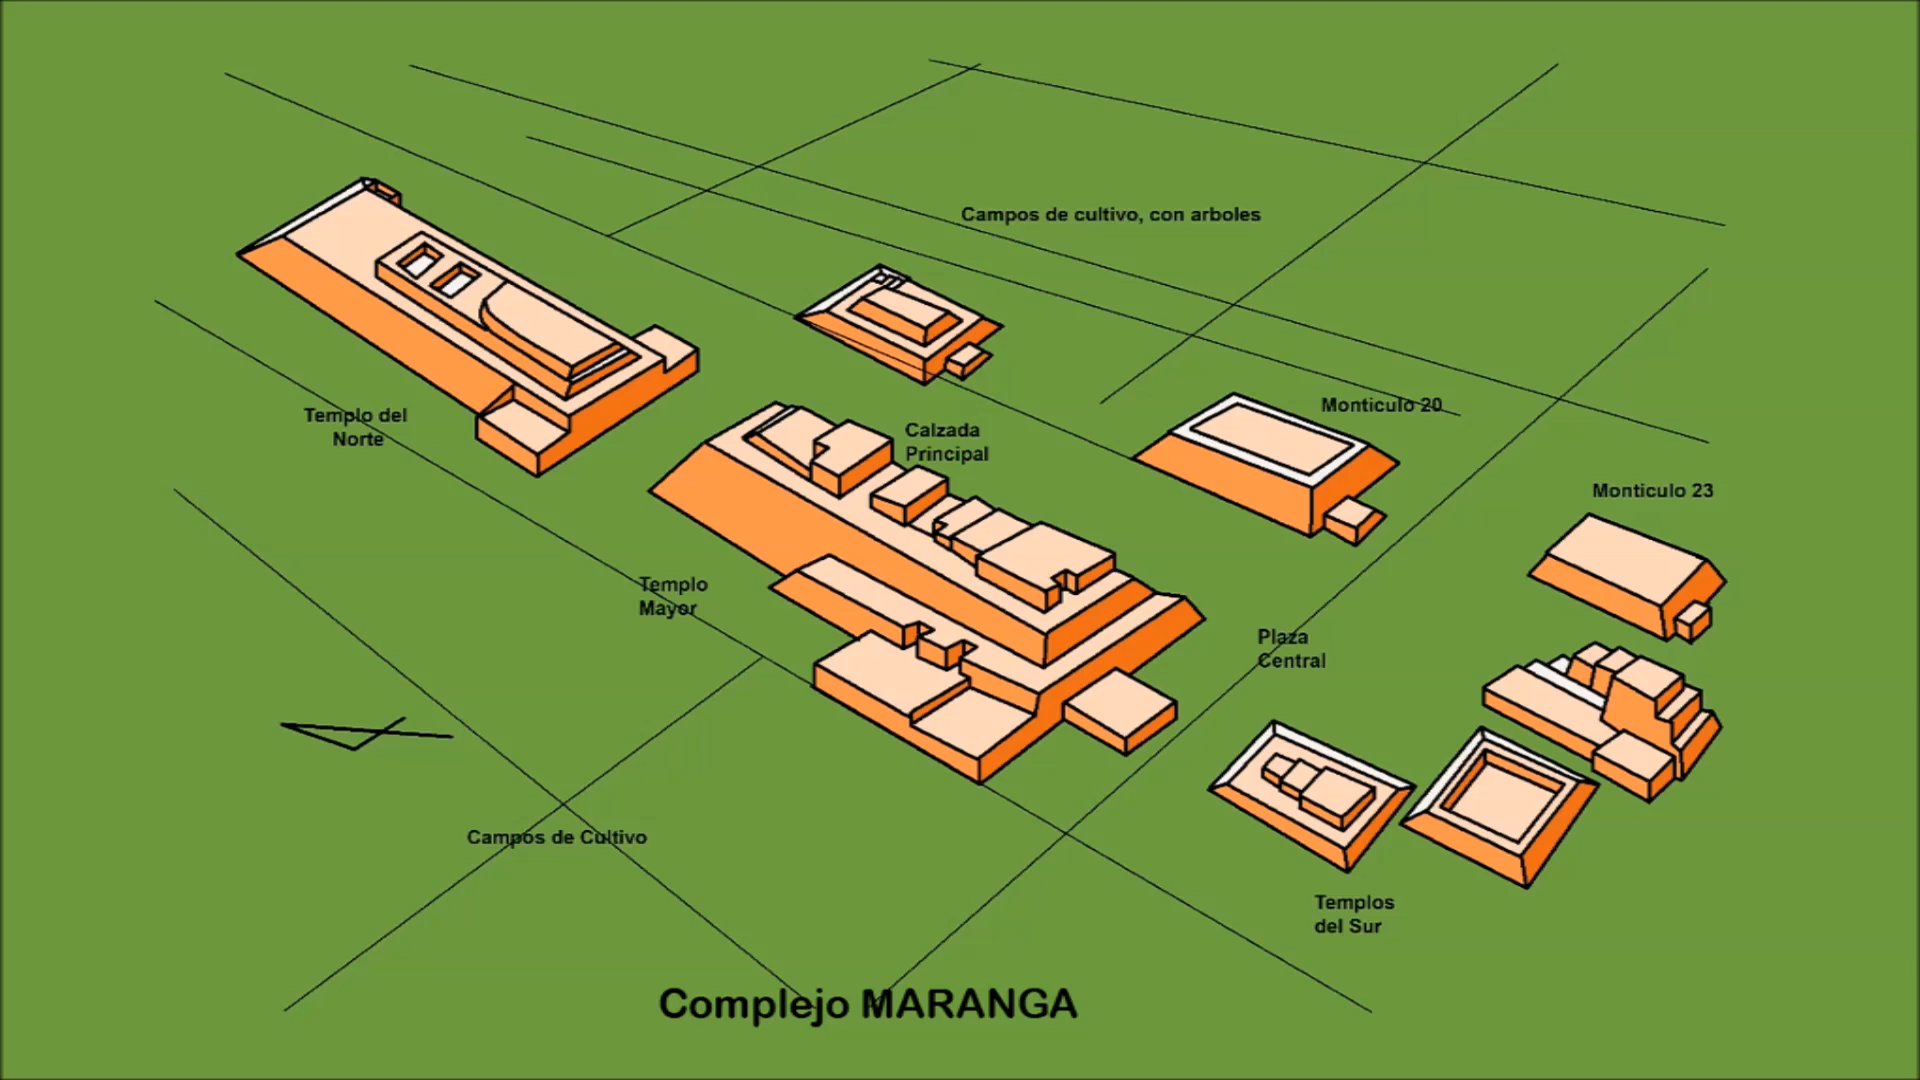 Campos de cultivo, con arboles
Templo del
Norte
Calzada
Principal
Monticulo 20
Monticulo 23
Templo
Mayor
Plaza
Central
Campos de Cultivo
Templos
del Sur
Complejo MARANGA